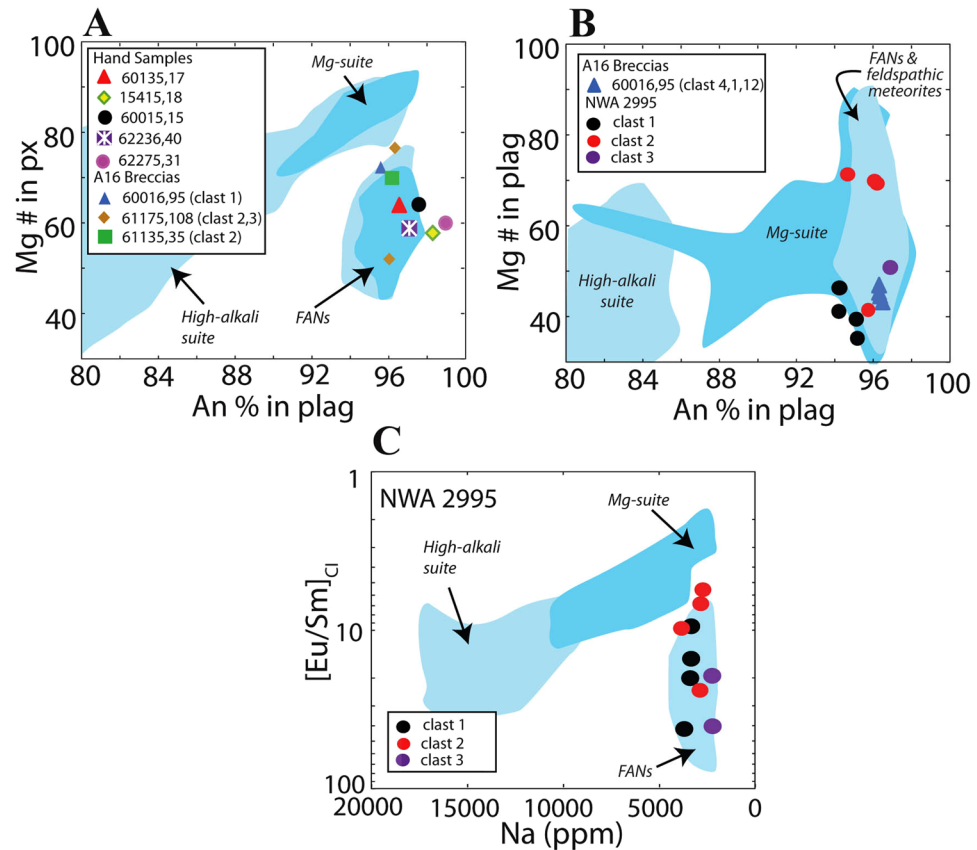 A
100
80
60
40
Mg # in px
Hand Samples
60135,17
15415,18
60015,15
62236,40
62275,31
A16 Breccias
60016,95 (clast 1)
61175,108 (clast 2,3)
61135,35 (clast 2)
Mg-suite
High-alkali
suite
FANs
80 84 88 92 96 100
An % in plag
B
100
80
60
40
Mg # in plag
A16 Breccias
60016,95 (clast 4,1,12)
NWA 2995
clast 1
clast 2
clast 3
FANs &
feldspathic
meteorites
Mg-suite
High-alkali
suite
80 84 88 92 96 100
An % in plag
C
1
10
100
[Eu/Sm]CI
NWA 2995
Mg-suite
High-alkali
suite
clast 1
clast 2
clast 3
FANs
20000 15000 10000 5000 0
Na (ppm)